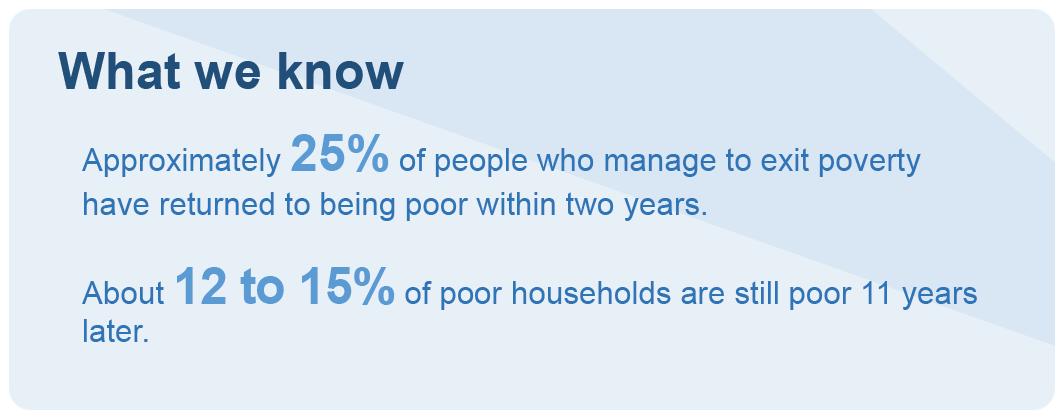 What we know
Approximately 25% of people who manage to exit poverty
have returned to being poor within two years.
About 12 to 15% of poor households are still poor 11 years
later.